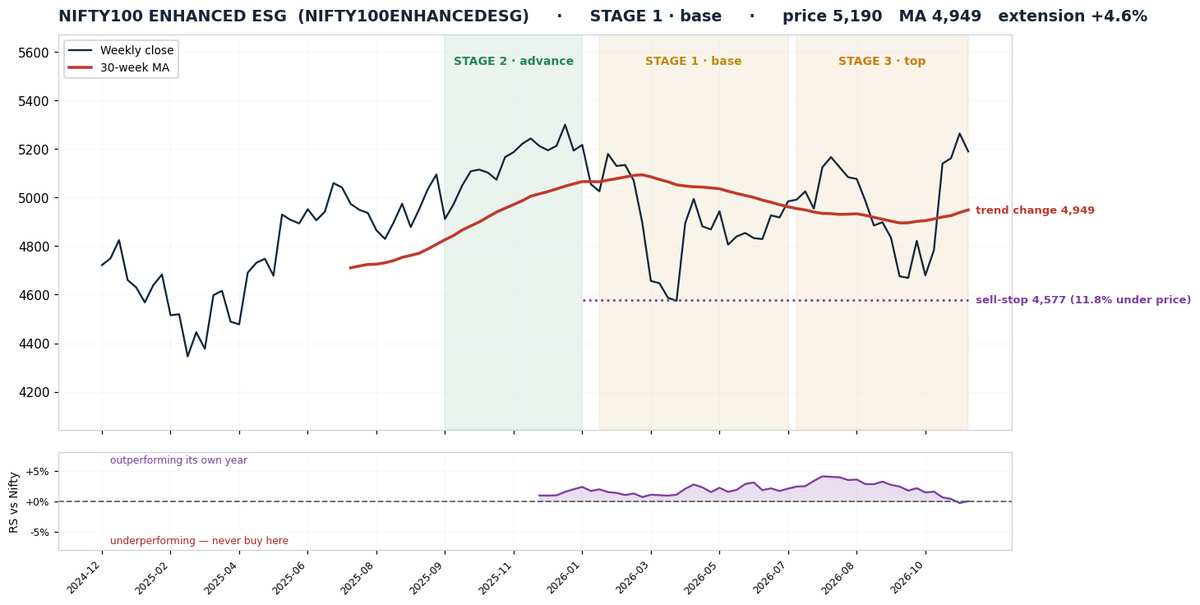 NIFTY100 ENHANCED ESG (NIFTY100ENHANCEDESG) · STAGE 1 · base · price 5,190 MA 4,949 extension +4.6%
Weekly close
30-week MA
STAGE 2 · advance
STAGE 1 · base
STAGE 3 · top
5600
5400
5200
5000
4800
4600
4400
4200
trend change 4,949
sell-stop 4,577 (11.8% under price)
RS vs Nifty
+5%
+0%
-5%
outperforming its own year
underperforming — never buy here
2024-12
2025-02
2025-04
2025-06
2025-08
2025-09
2025-11
2026-01
2026-03
2026-05
2026-07
2026-08
2026-10